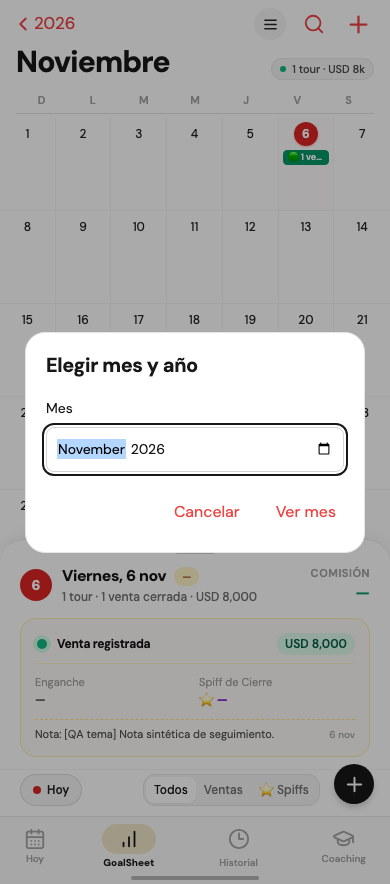 2026
Noviembre
1 tour · USD 8k
D L M M J V S
1 2 3 4 5 6 7
1 ve...
8 9 10 11 12 13 14
15 16 17 18 19 20 21
Elegir mes y año
Mes
November 2026
Cancelar Ver mes
6 Viernes, 6 nov – COMISIÓN
1 tour · 1 venta cerrada · USD 8,000 –
Venta registrada USD 8,000
Enganche Spiff de Cierre
– –
Nota: [QA tema] Nota sintética de seguimiento. 6 nov
Hoy Todos Ventas Spiffs
Hoy GoalSheet Historial Coaching